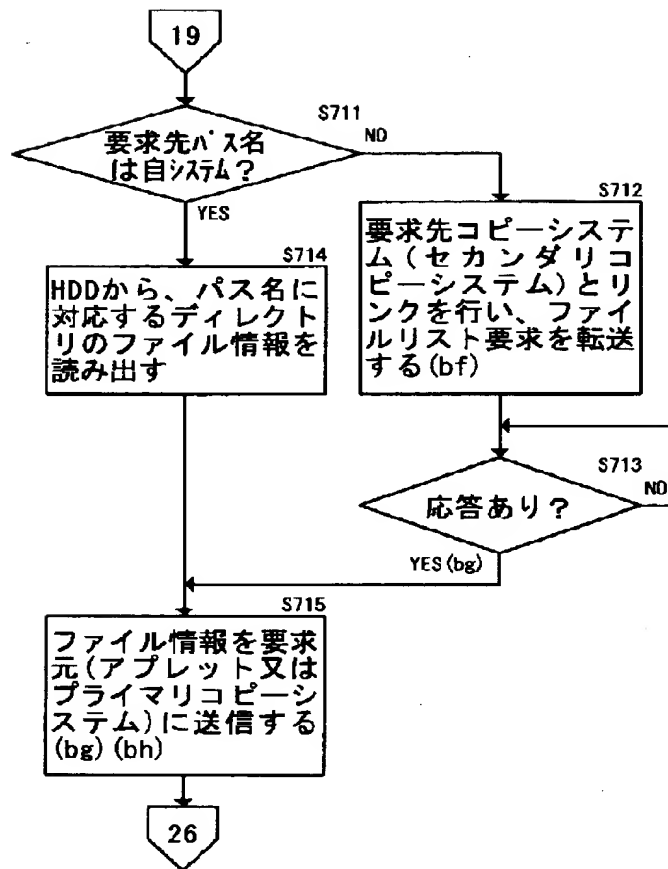 19
S711
要求先パス名
は自システム?
NO
YES
S712
要求先コピーシステ
ム(セカンダリコ
ピーシステム)とリ
ンクを行い、ファイ
ルリスト要求を転送
する(bf)
S714
HDDから、パス名に
対応するディレクト
リのファイル情報を
読み出す
S713
応答あり?
NO
YES(bg)
S715
ファイル情報を要求
元(アプレット又は
プライマリコピーシ
ステム)に送信する
(bg)(bh)
26